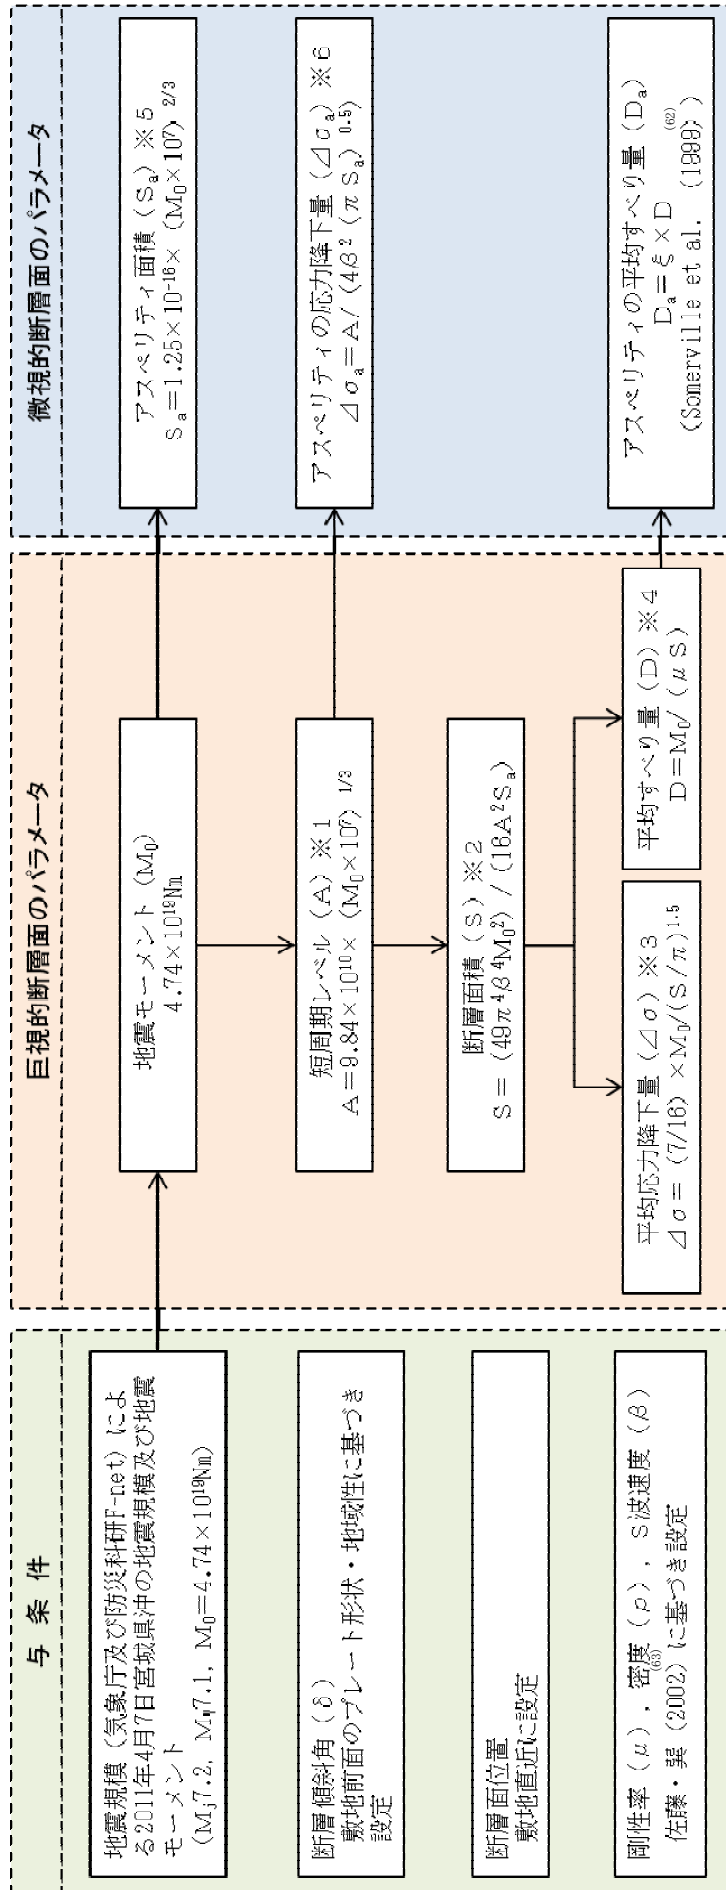 与 条 件
地震規模（気象庁及び防災科研F-net）によ
る2011年4月7日宮城県沖の地震規模及び地震
モーメント
(Mj7.2, Mw7.1, M₀=4.74×10¹⁹Nm)
断層傾斜角（δ）
敷地前面のプレート形状・地域性に基づき
設定
断層面位置
敷地直近に設定
剛性率（μ）, 密度（ρ）, S波速度（β）
佐藤・巽（2002）⁽⁶³⁾に基づき設定
巨視的断層面のパラメータ
地震モーメント（M₀）
4.74×10¹⁹Nm
短周期レベル（A）※1
A=9.84×10¹⁰×（M₀×10⁷）¹/³
断層面積（S）※2
S=（49π⁴β⁴M₀²）/（16A²Sₐ）
平均応力降下量（Δσ）※3
Δσ=（7/16）×M₀/(S/π)¹·⁵
平均すべり量（D）※4
D=M₀/（μS）
微視的断層面のパラメータ
アスペリティ面積（Sₐ）※5
Sₐ=1.25×10⁻¹⁶×（M₀×10⁷）²/³
アスペリティの応力降下量（Δσₐ）※6
Δσₐ=A/（4β²（πSₐ）⁰·⁵）
アスペリティの平均すべり量（Dₐ）
Dₐ=ξ×D
(Somerville et al.（1999）⁽⁶²⁾)